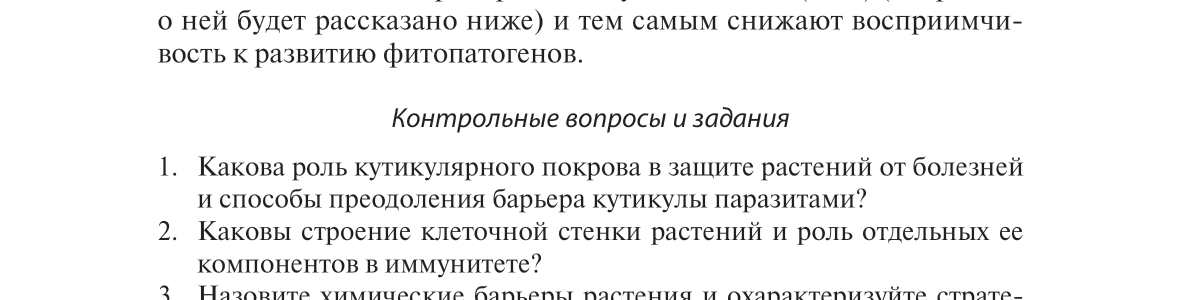 о ней будет рассказано ниже) и тем самым снижают восприимчи-
вость к развитию фитопатогенов.
Контрольные вопросы и задания
1. Какова роль кутикулярного покрова в защите растений от болезней
и способы преодоления барьера кутикулы паразитами?
2. Каковы строение клеточной стенки растений и роль отдельных ее
компонентов в иммунитете?
3. Назовите химические барьеры растения и охарактеризуйте страте-